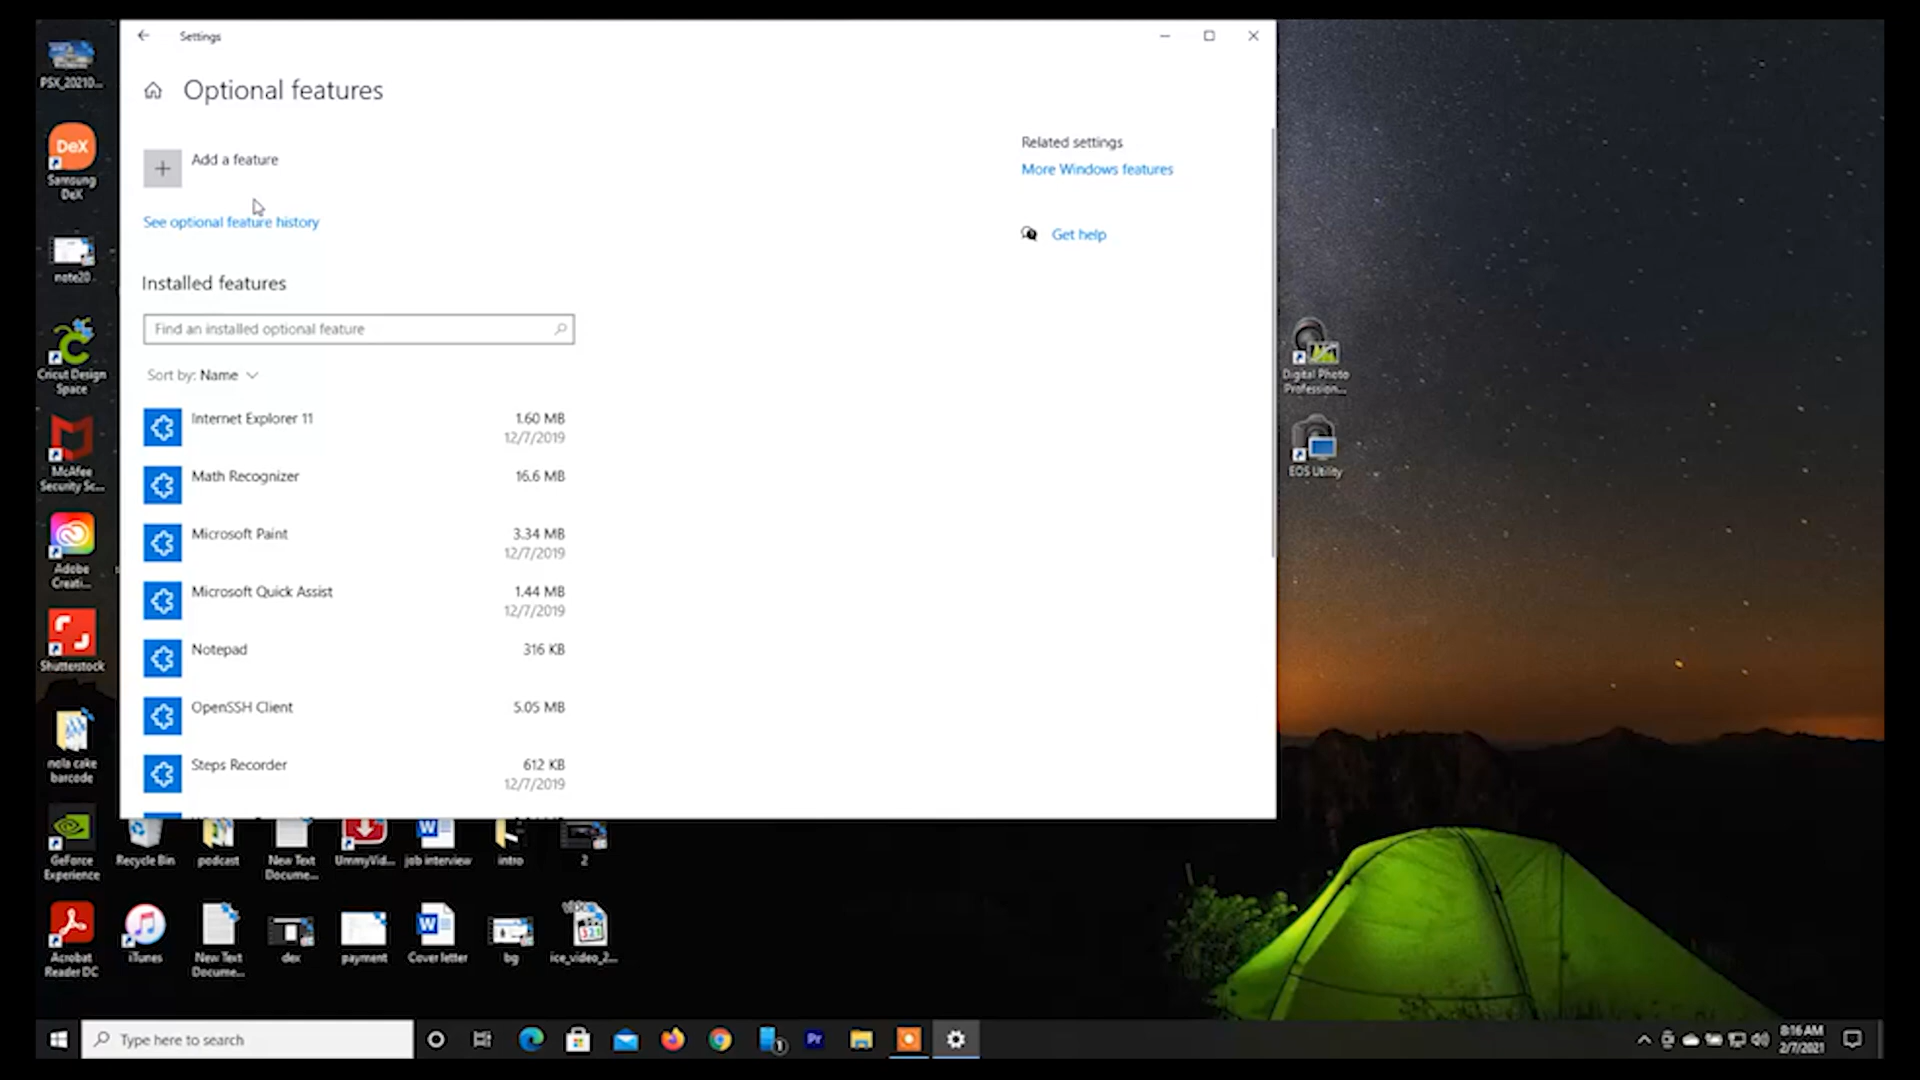 Settings
Optional features
Add a feature
See optional feature history
Related settings
More Windows features
Get help
Installed features
Find an installed optional feature
Sort by: Name
Internet Explorer 11
1.60 MB
12/7/2019
Math Recognizer
16.6 MB
Microsoft Paint
3.34 MB
12/7/2019
Microsoft Quick Assist
1.44 MB
12/7/2019
Notepad
316 KB
OpenSSH Client
5.05 MB
Steps Recorder
612 KB
12/7/2019
PSX_20210...
DeX
Samsung
DeX
note20
Cricut Design
Space
McAfee
Security Sc...
Adobe
Creati...
Shutterstock
nola cake
barcode
GeForce
Experience
Recycle Bin
podcast
New Text
Docume...
UmmyVid...
job interview
intro
2
Acrobat
Reader DC
iTunes
New Text
Docume...
dex
payment
Cover letter
bg
ice_video_2...
Digital Photo
Profession...
EOS Utility
Type here to search
Pr
1
8:16 AM
2/7/2021